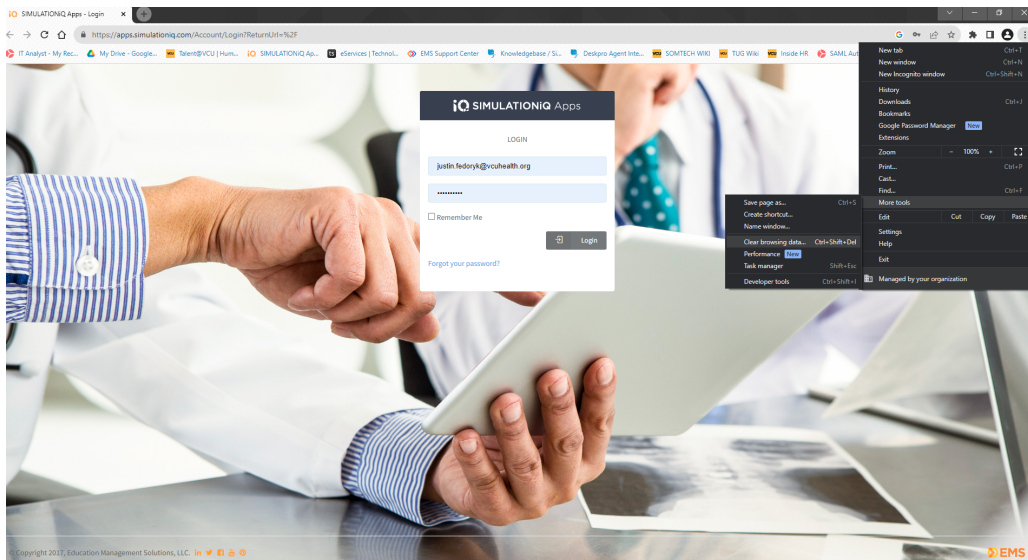 iQ SIMULATIONiQ Apps - Login
https://apps.simulationiq.com/Account/Login?ReturnUrl=%2F
IT Analyst - My Rec...
My Drive - Google...
Talent@VCU | Hum...
iQ SIMULATIONiQ Ap...
eServices | Technol...
EMS Support Center
Knowledgebase / Si...
Deskpro Agent Inte...
SOMTECH WIKI
TUG Wiki
Inside HR
SAML Aut
iQ SIMULATIONiQ Apps
LOGIN
justin.fedoryk@vcuhealth.org
Remember Me
Login
Forgot your password?
New tab Ctrl+T
New window Ctrl+N
New Incognito window Ctrl+Shift+N
History
Downloads Ctrl+J
Bookmarks
Google Password Manager New
Extensions
Zoom - 100% +
Print... Ctrl+P
Cast...
Find... Ctrl+F
More tools
Edit Cut Copy Paste
Settings
Help
Exit
Managed by your organization
Save page as... Ctrl+S
Create shortcut...
Name window...
Clear browsing data... Ctrl+Shift+Del
Performance New
Task manager Shift+Esc
Developer tools Ctrl+Shift+I
© Copyright 2017, Education Management Solutions, LLC.
EMS